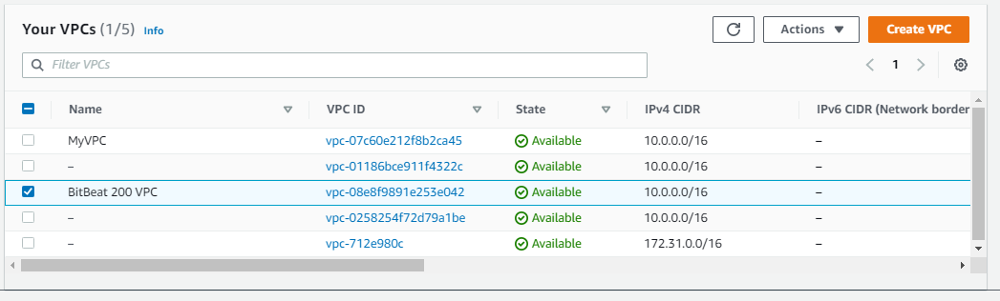 Your VPCs (1/5) Info
Actions
Create VPC
Filter VPCs
1
Name VPC ID State IPv4 CIDR IPv6 CIDR (Network border
MyVPC vpc-07c60e212f8b2ca45 Available 10.0.0.0/16 –
– vpc-01186bce911f4322c Available 10.0.0.0/16 –
BitBeat 200 VPC vpc-08e8f9891e253e042 Available 10.0.0.0/16 –
– vpc-0258254f72d79a1be Available 10.0.0.0/16 –
– vpc-712e980c Available 172.31.0.0/16 –